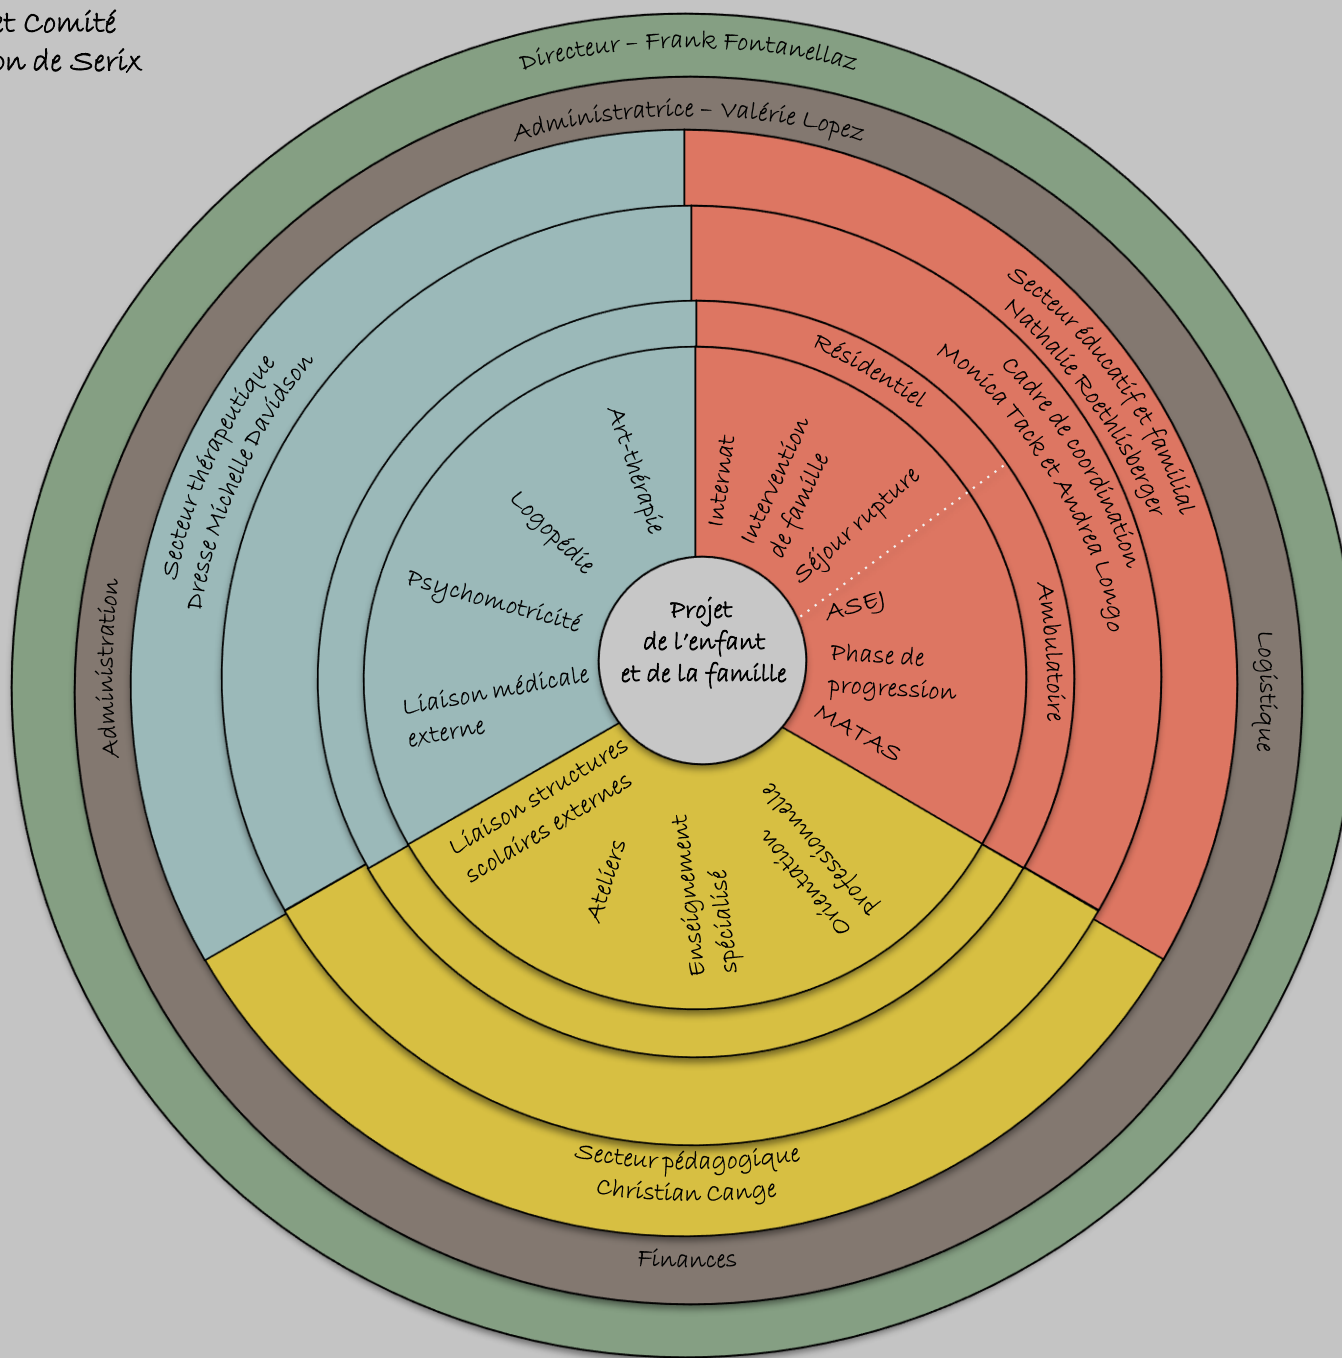 et Comité
on de Serix
Directeur – Frank Fontanellaz
Administratrice – Valérie Lopez
Administration
Logistique
Finances
Secteur thérapeutique
Dresse Michelle Davidson
Secteur éducatif et familial
Nathalie Roethlisberger
Cadre de coordination
Monica Tack et Andrea Longo
Résidentiel
Ambulatoire
Art-thérapie
Logopédie
Psychomotricité
Liaison médicale
externe
Internat
Intervention
de famille
Séjour rupture
ASEJ
Phase de
progression
MATAS
Projet
de l'enfant
et de la famille
Liaison structures
scolaires externes
Ateliers
Enseignement
spécialisé
Orientation
professionnelle
Secteur pédagogique
Christian Cange